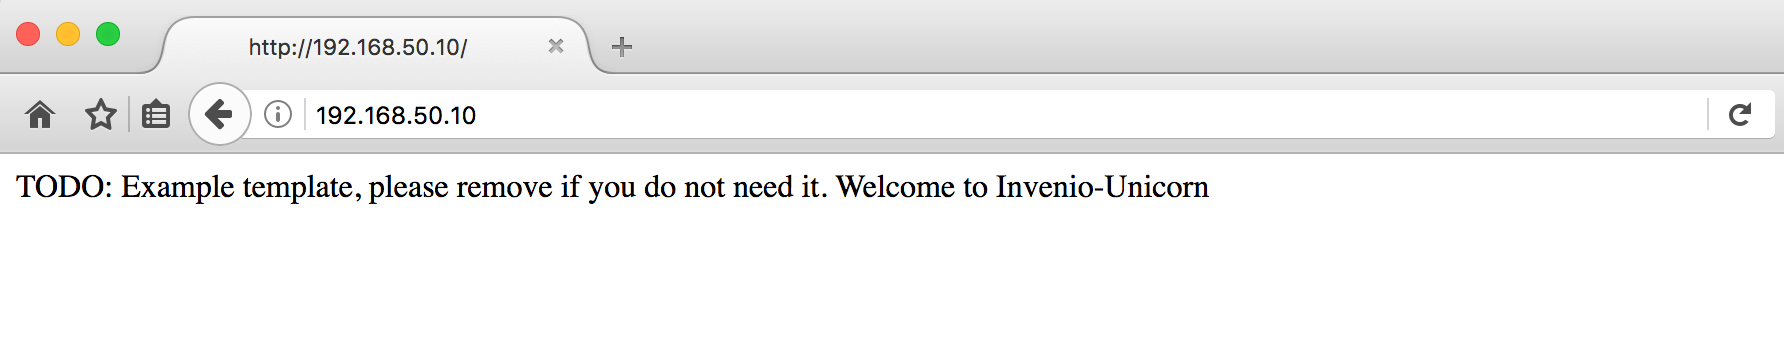 http://192.168.50.10/
192.168.50.10
TODO: Example template, please remove if you do not need it. Welcome to Invenio-Unicorn